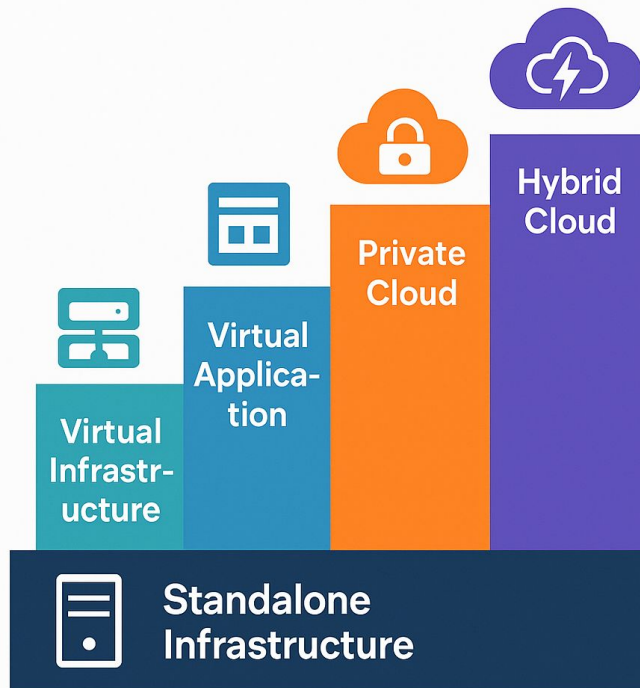 Hybrid
Cloud
Private
Cloud
Virtual
Applica-
tion
Virtual
Infrastr-
ucture
Standalone
Infrastructure